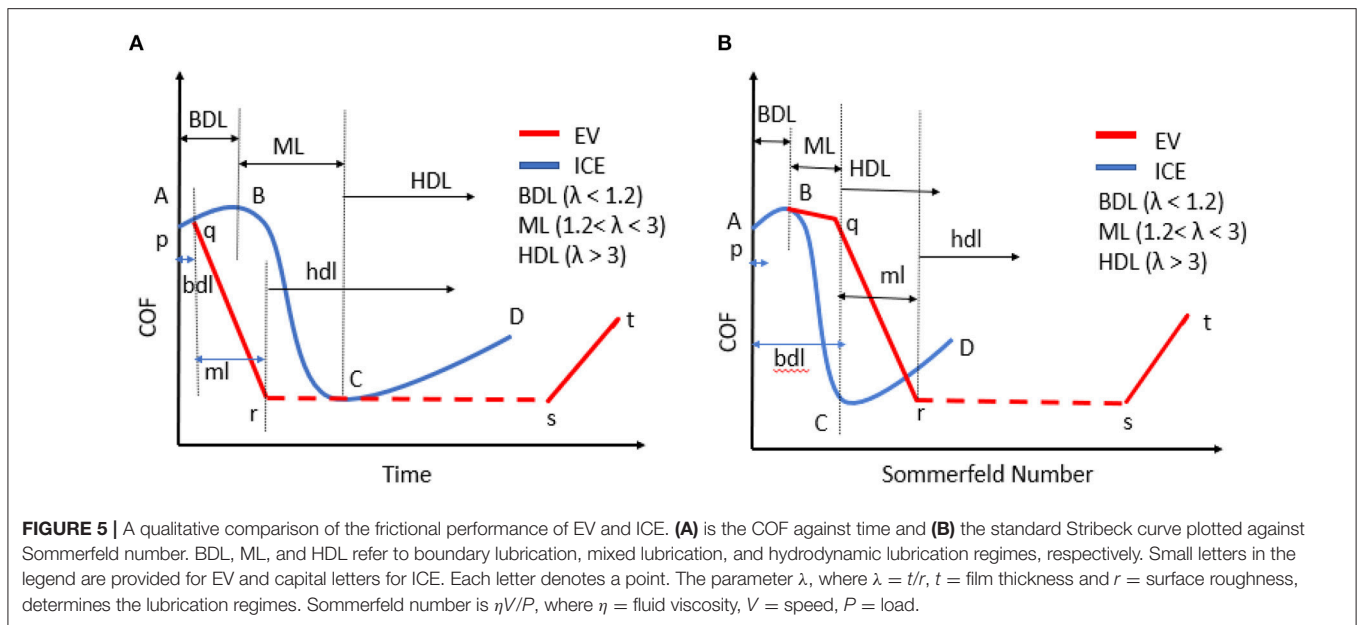 A
BDL
ML
HDL
EV
ICE
BDL (λ < 1.2)
ML (1.2< λ < 3)
HDL (λ > 3)
A
B
p
q
bdl
hdl
COF
ml
D
t
C
r
s
Time
B
BDL
ML
HDL
EV
ICE
BDL (λ < 1.2)
ML (1.2< λ < 3)
HDL (λ > 3)
B
A
q
p
hdl
ml
COF
bdl
D
t
C
r
s
Sommerfeld Number
FIGURE 5 | A qualitative comparison of the frictional performance of EV and ICE. (A) is the COF against time and (B) the standard Stribeck curve plotted against
Sommerfeld number. BDL, ML, and HDL refer to boundary lubrication, mixed lubrication, and hydrodynamic lubrication regimes, respectively. Small letters in the
legend are provided for EV and capital letters for ICE. Each letter denotes a point. The parameter λ, where λ = t/r, t = film thickness and r = surface roughness,
determines the lubrication regimes. Sommerfeld number is ηV/P, where η = fluid viscosity, V = speed, P = load.